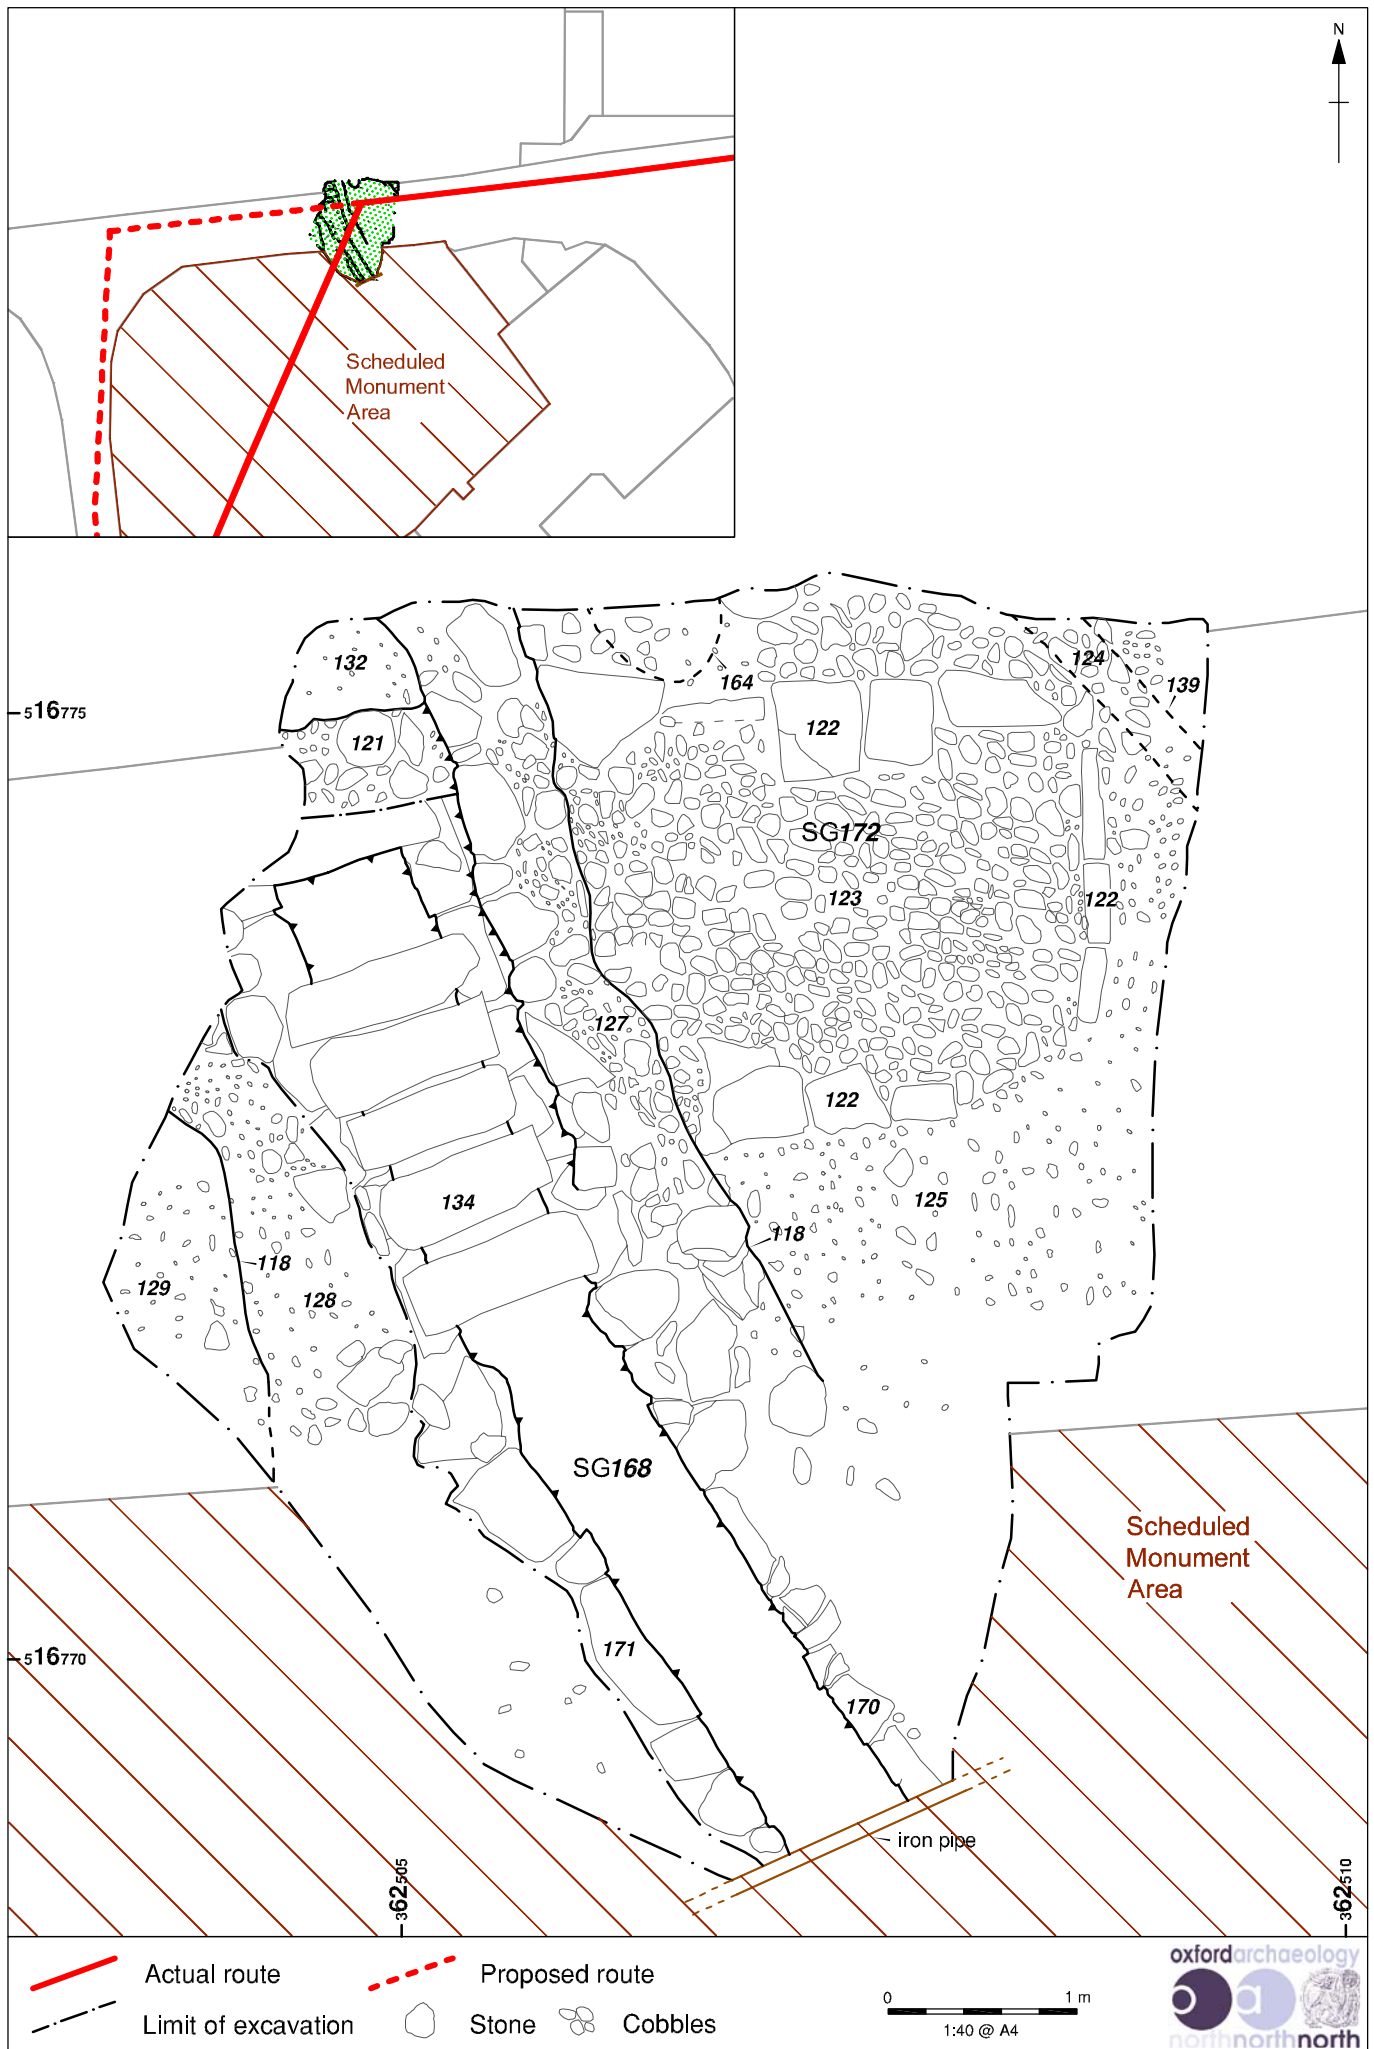 N
Scheduled
Monument
Area
132
124
164
139
516775
121
122
SG172
123
122
127
122
134
125
118
118
129
128
SG168
Scheduled
Monument
Area
171
516770
170
iron pipe
362505
362510
Actual route
Proposed route
Limit of excavation
Stone
Cobbles
0 1 m
1:40 @ A4
oxfordarchaeology
oa
northnorthnorth